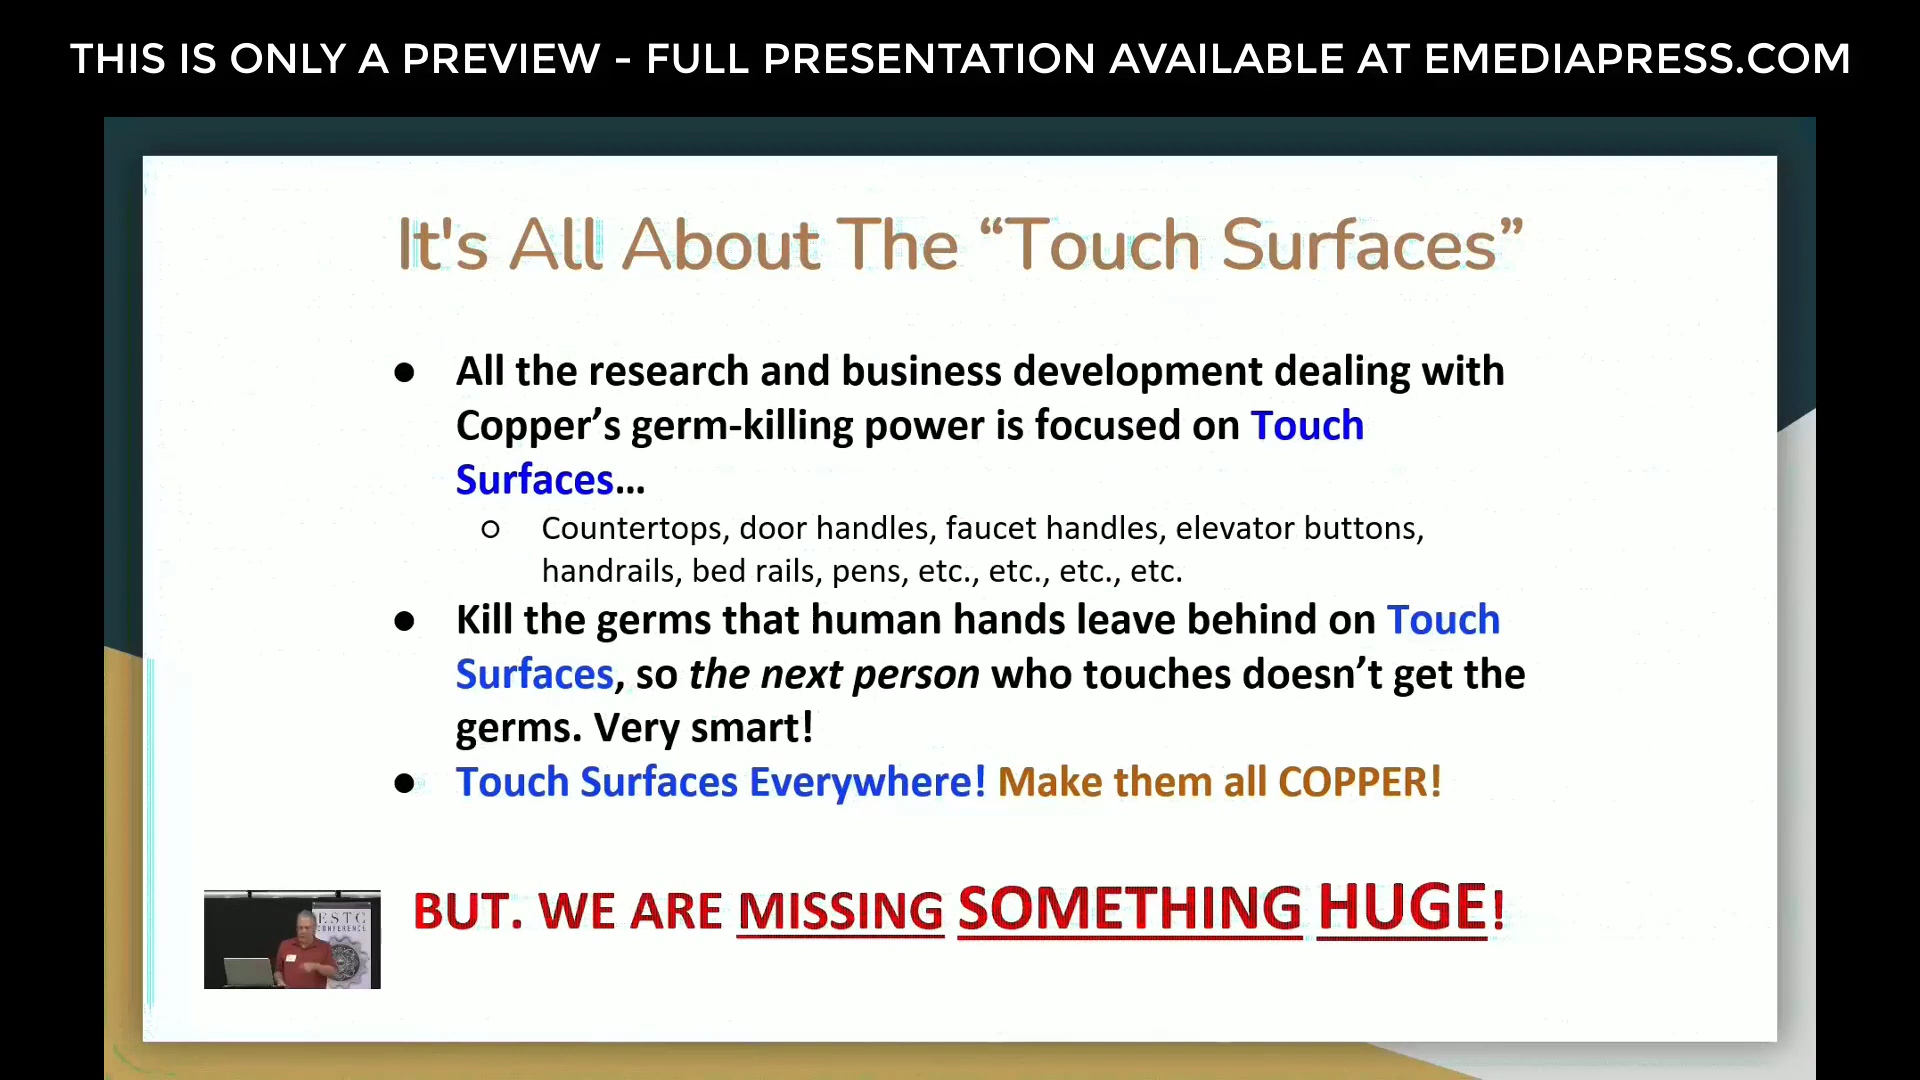 THIS IS ONLY A PREVIEW - FULL PRESENTATION AVAILABLE AT EMEDIAPRESS.COM
It's All About The “Touch Surfaces”
● All the research and business development dealing with
Copper’s germ-killing power is focused on Touch
Surfaces…
○ Countertops, door handles, faucet handles, elevator buttons,
handrails, bed rails, pens, etc., etc., etc., etc.
● Kill the germs that human hands leave behind on Touch
Surfaces, so the next person who touches doesn’t get the
germs. Very smart!
● Touch Surfaces Everywhere! Make them all COPPER!
BUT. WE ARE MISSING SOMETHING HUGE!
ESTC
CONFERENCE